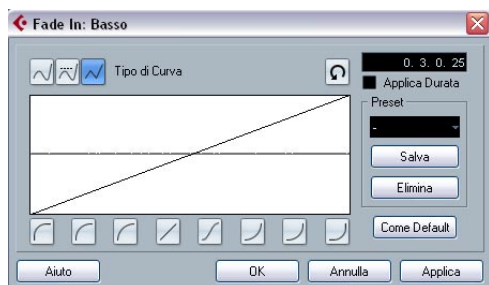 Fade In: Basso
Tipo di Curva
0. 3. 0. 25
Applica Durata
Preset
-
Salva
Elimina
Come Default
Aiuto
OK
Annulla
Applica